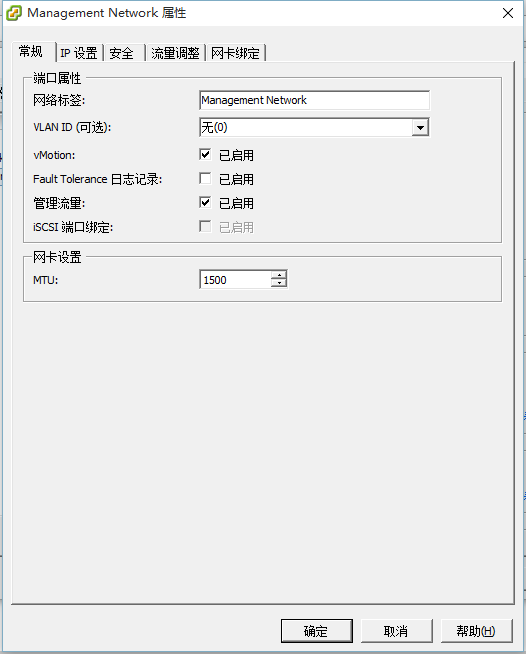 Management Network 属性
常规 IP 设置 安全 流量调整 网卡绑定
端口属性
网络标签: Management Network
VLAN ID (可选): 无(0)
vMotion: 已启用
Fault Tolerance 日志记录: 已启用
管理流量: 已启用
iSCSI 端口绑定: 已启用
网卡设置
MTU: 1500
确定 取消 帮助(H)